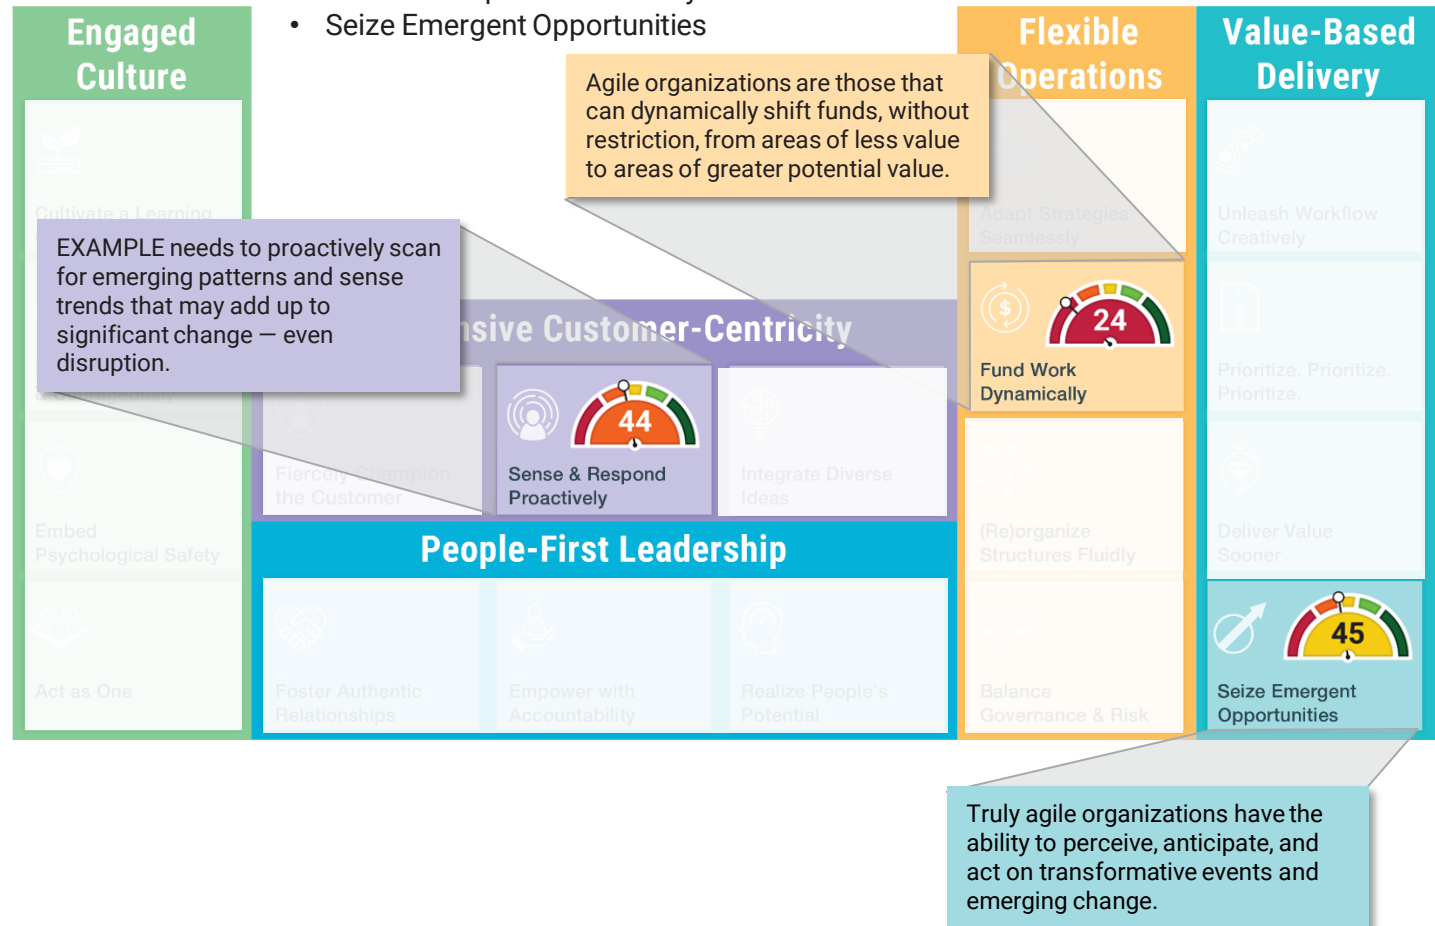 • Seize Emergent Opportunities
Engaged
Culture
Flexible
Operations
Value-Based
Delivery
Agile organizations are those that
can dynamically shift funds, without
restriction, from areas of less value
to areas of greater potential value.
Cultivate a Learning
Adapt Strategies
Seamlessly
Unleash Workflow
Creatively
EXAMPLE needs to proactively scan
for emerging patterns and sense
trends that may add up to
significant change — even
disruption.
nsive Customer-Centricity
24
Fund Work
Dynamically
Prioritize. Prioritize.
Prioritize.
44
Fiercely Champion
the Customer
Sense & Respond
Proactively
Integrate Diverse
Ideas
Embed
Psychological Safety
(Re)organize
Structures Fluidly
Deliver Value
Sooner
People-First Leadership
45
Act as One
Foster Authentic
Relationships
Empower with
Accountability
Realize People's
Potential
Balance
Governance & Risk
Seize Emergent
Opportunities
Truly agile organizations have the
ability to perceive, anticipate, and
act on transformative events and
emerging change.